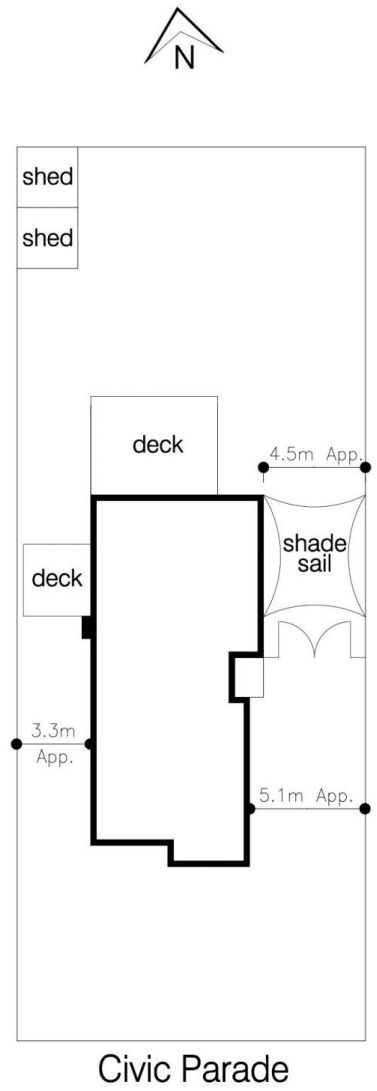 N
shed
shed
deck
4.5m App.
shade
sail
deck
3.3m
App.
5.1m App.
Civic Parade